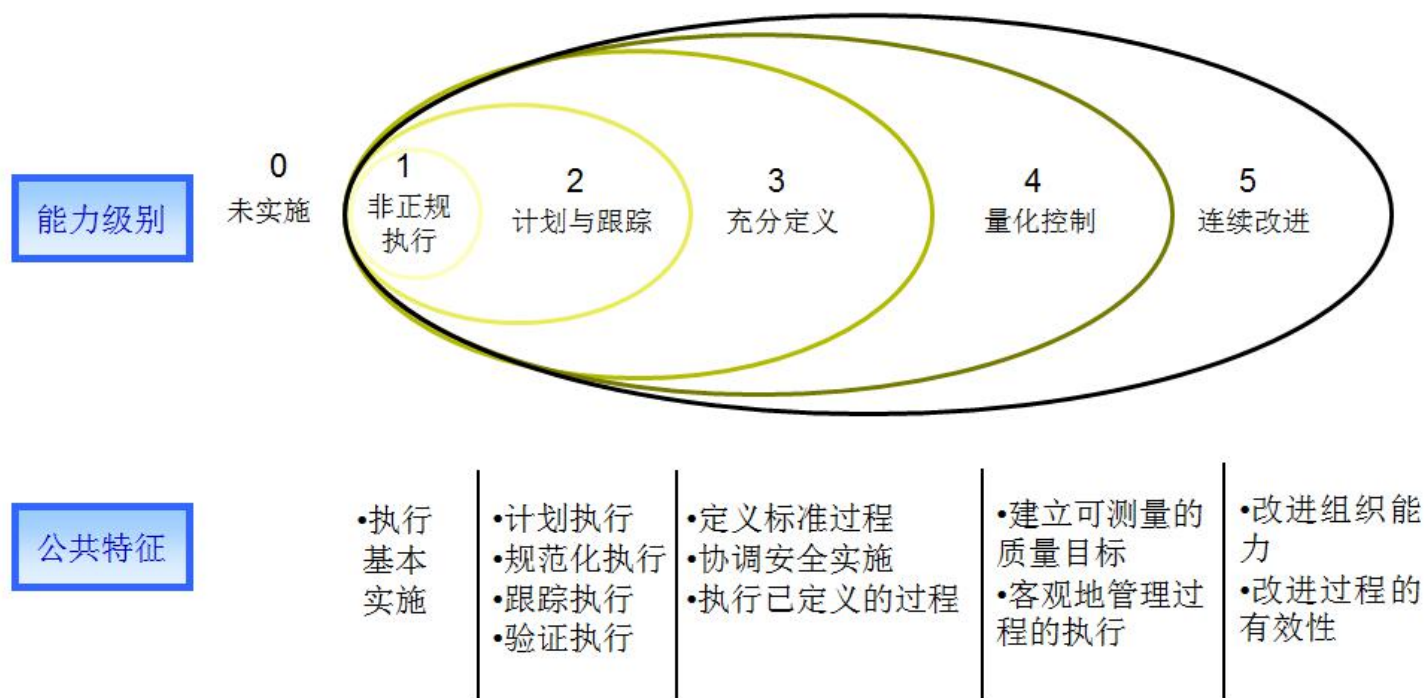 能力级别
0
未实施
1
非正规
执行
2
计划与跟踪
3
充分定义
4
量化控制
5
连续改进
公共特征
•执行
基本
实施
•计划执行
•规范化执行
•跟踪执行
•验证执行
•定义标准过程
•协调安全实施
•执行已定义的过程
•建立可测量的
质量目标
•客观地管理过
程的执行
•改进组织能
力
•改进过程的
有效性